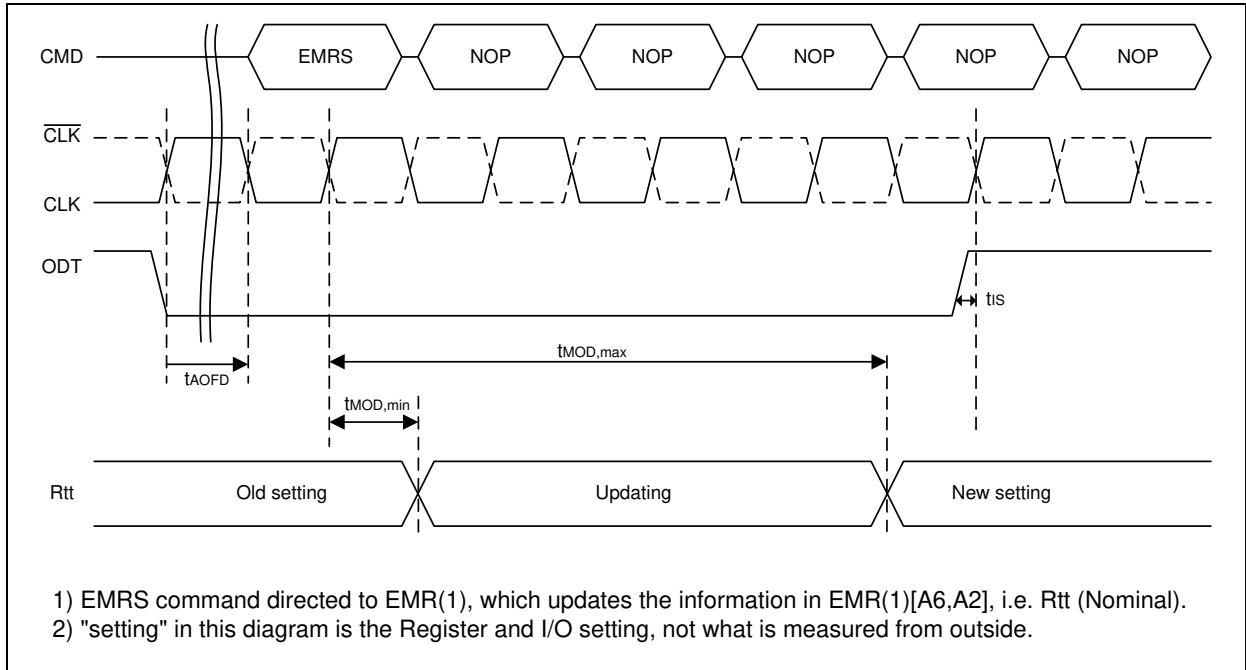 CMD EMRS NOP NOP NOP NOP NOP
CLK
CLK
ODT
tIS
tMOD,max
tAOFD
tMOD,min
Rtt Old setting Updating New setting
1) EMRS command directed to EMR(1), which updates the information in EMR(1)[A6,A2], i.e. Rtt (Nominal).
2) "setting" in this diagram is the Register and I/O setting, not what is measured from outside.